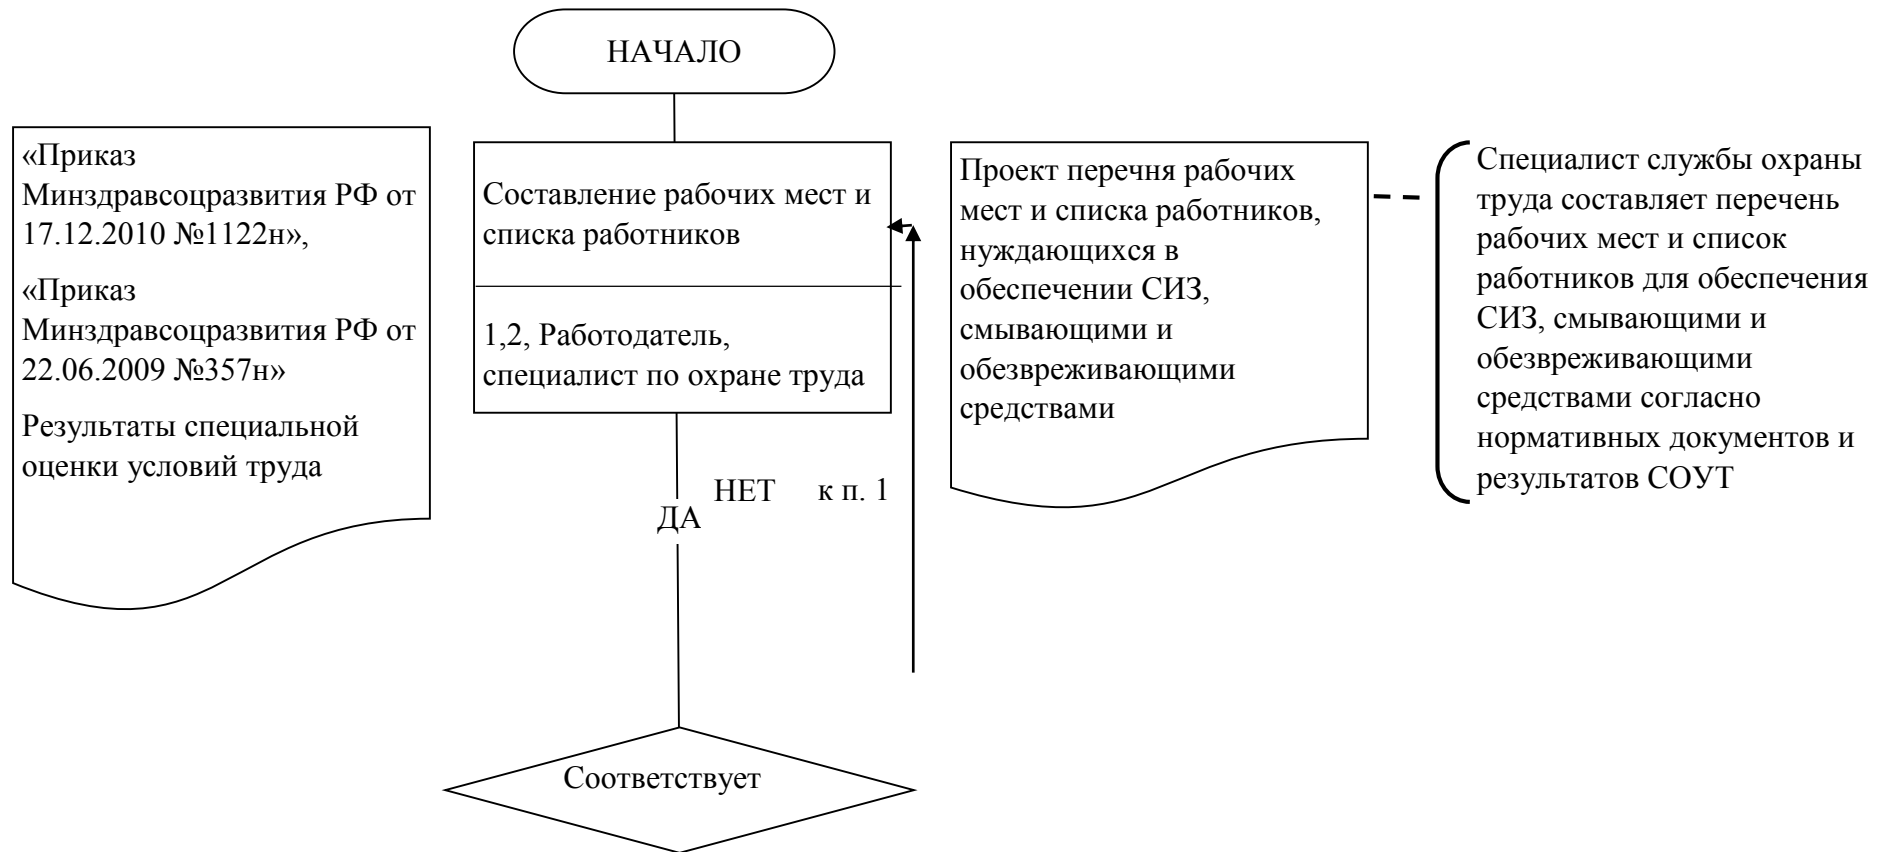 НАЧАЛО
«Приказ
Минздравсоцразвития РФ от
17.12.2010 №1122н»,
«Приказ
Минздравсоцразвития РФ от
22.06.2009 №357н»
Результаты специальной
оценки условий труда
Составление рабочих мест и
списка работников
1,2, Работодатель,
специалист по охране труда
НЕТ к п. 1
ДА
Соответствует
Проект перечня рабочих
мест и списка работников,
нуждающихся в
обеспечении СИЗ,
смывающими и
обезвреживающими
средствами
Специалист службы охраны
труда составляет перечень
рабочих мест и список
работников для обеспечения
СИЗ, смывающими и
обезвреживающими
средствами согласно
нормативных документов и
результатов СОУТ